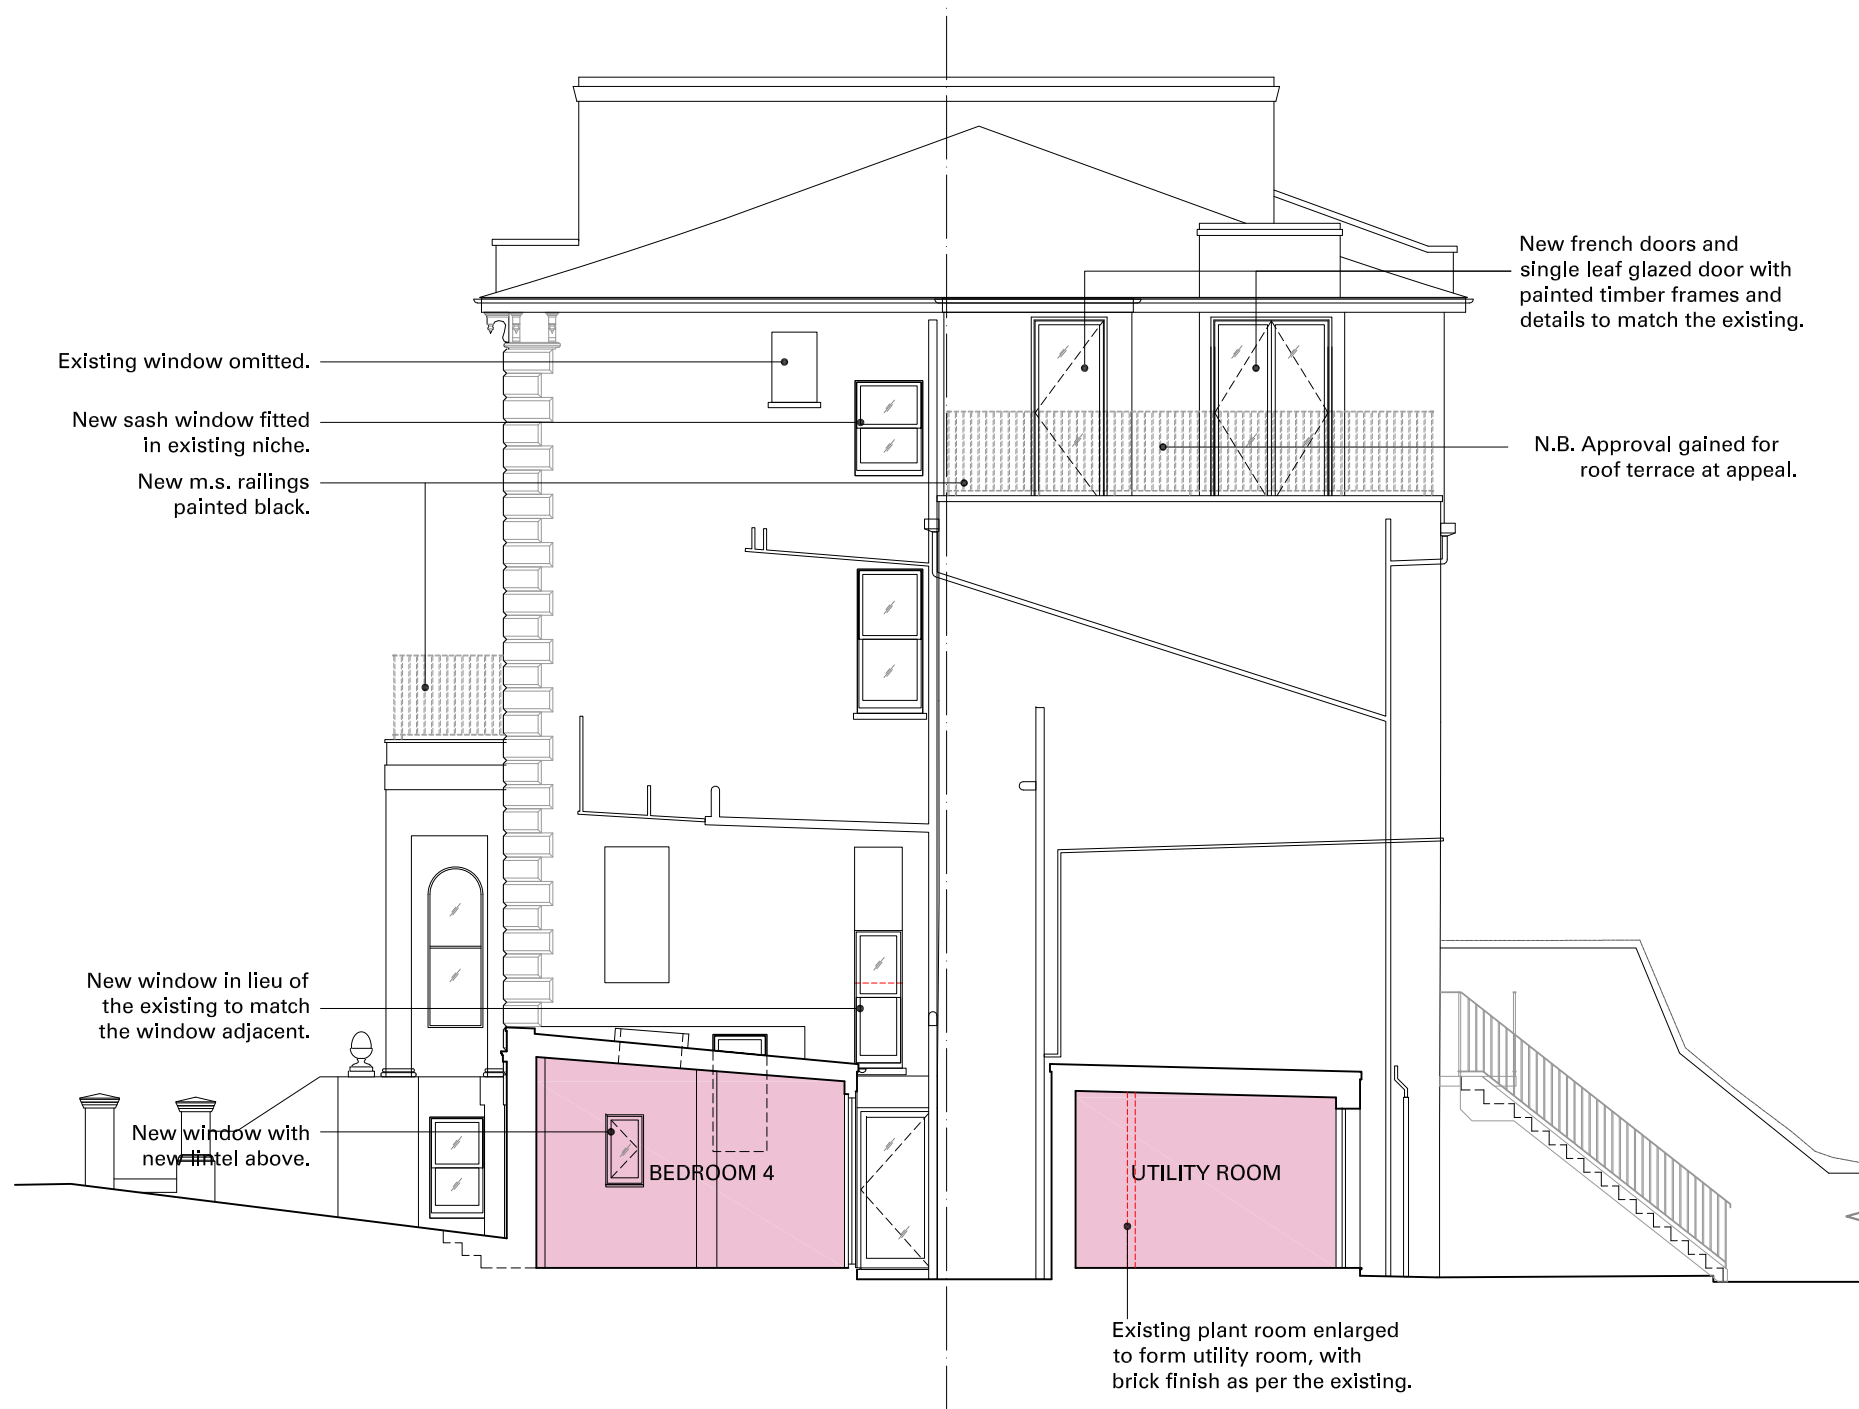 New french doors and
single leaf glazed door with
painted timber frames and
details to match the existing.
Existing window omitted.
New sash window fitted
in existing niche.
New m.s. railings
painted black.
N.B. Approval gained for
roof terrace at appeal.
New window in lieu of
the existing to match
the window adjacent.
New window with
new lintel above.
BEDROOM 4
UTILITY ROOM
Existing plant room enlarged
to form utility room, with
brick finish as per the existing.